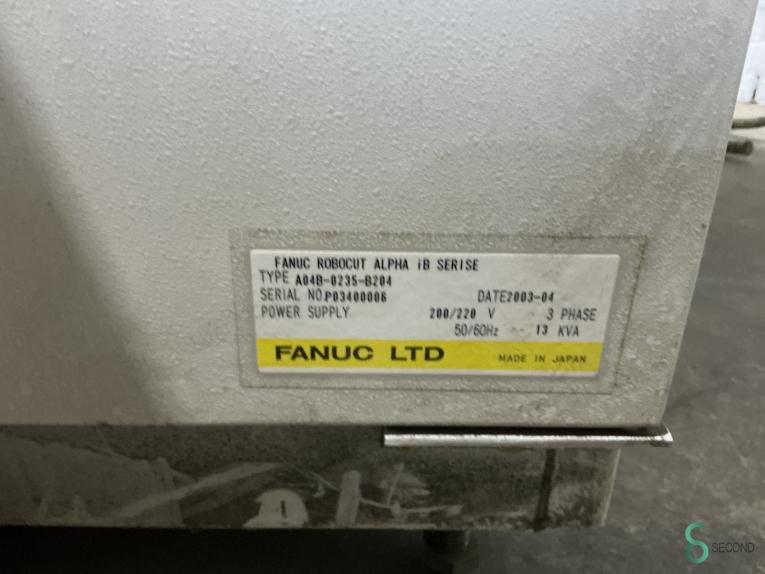 FANUC ROBOCUT ALPHA iB SERISE
TYPE A04B-0235-B204
SERIAL NO.P03400006 DATE2003-04
POWER SUPPLY 200/220 V 3 PHASE
50/60Hz 13 KVA
FANUC LTD MADE IN JAPAN
SECOND